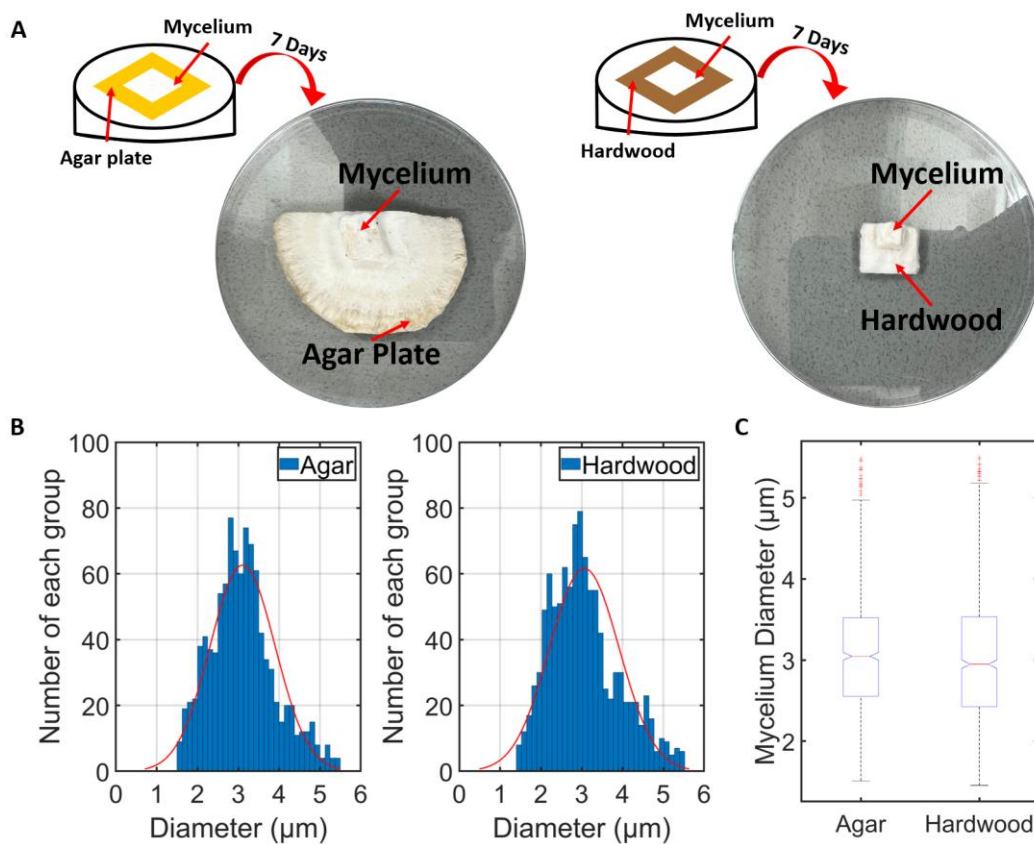 A
Mycelium
7 Days
Agar plate
Mycelium
Agar Plate
Mycelium
7 Days
Hardwood
Mycelium
Hardwood
B
Number of each group
100
80
60
40
20
0
0 1 2 3 4 5 6
Diameter (µm)
Agar
Number of each group
100
80
60
40
20
0
0 1 2 3 4 5 6
Diameter (µm)
Hardwood
C
Mycelium Diameter (µm)
5
4
3
2
Agar Hardwood